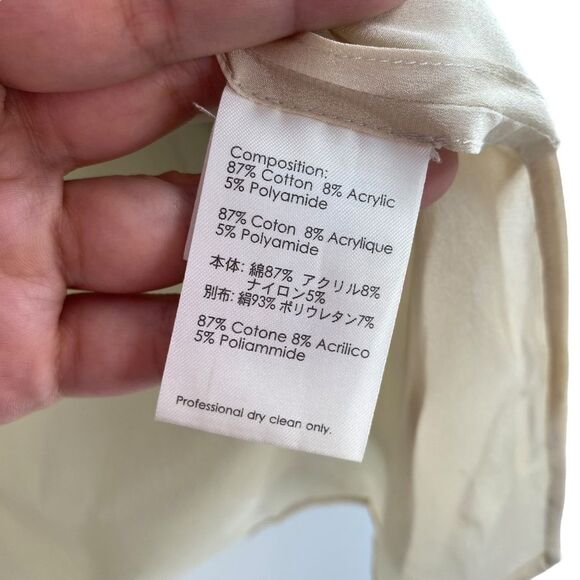 Composition:
87% Cotton 8% Acrylic
5% Polyamide
87% Coton 8% Acrylique
5% Polyamide
本体: 綿87% アクリル8%
ナイロン5%
別布: 絹93% ポリウレタン7%
87% Cotone 8% Acrilico
5% Poliammide
Professional dry clean only.